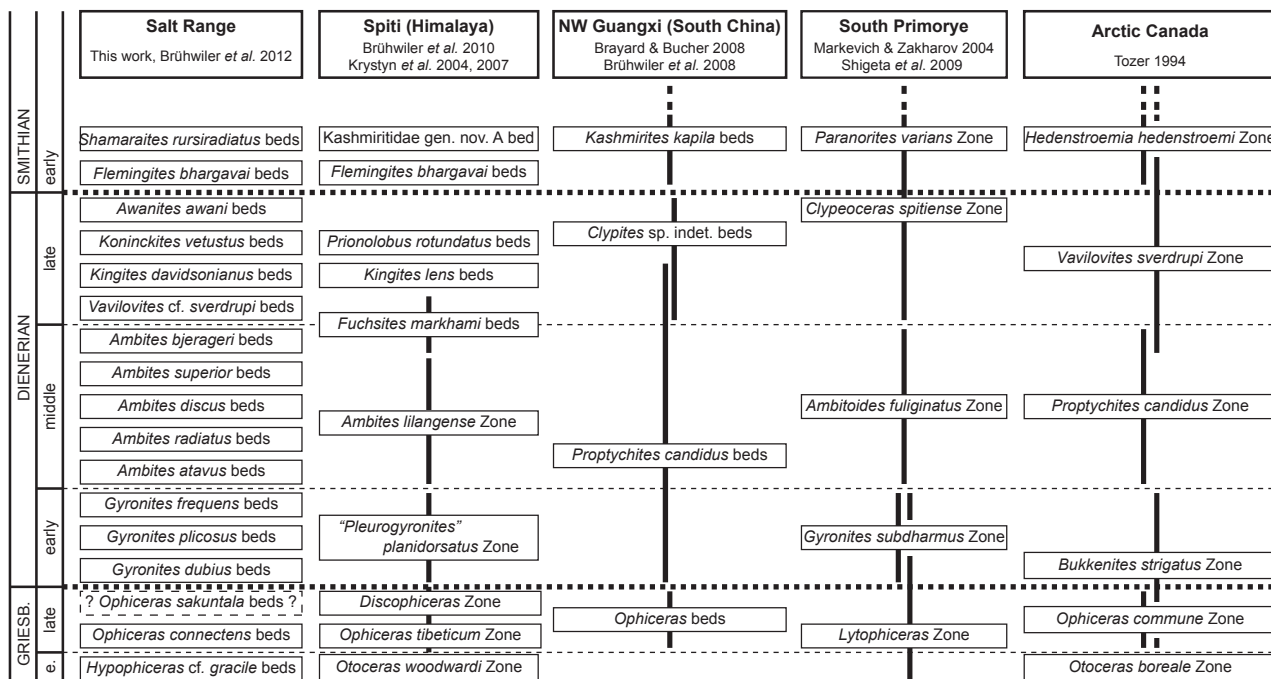 Salt Range
This work, Brühwiler et al. 2012
Spiti (Himalaya)
Brühwiler et al. 2010
Krystyn et al. 2004, 2007
NW Guangxi (South China)
Brayard & Bucher 2008
Brühwiler et al. 2008
South Primorye
Markevich & Zakharov 2004
Shigeta et al. 2009
Arctic Canada
Tozer 1994
SMITHIAN
early
DIENERIAN
late
middle
early
GRIESB.
late
e.
Shamaraites rursiradiatus beds
Flemingites bhargavai beds
Awanites awani beds
Koninckites vetustus beds
Kingites davidsonianus beds
Vavilovites cf. sverdrupi beds
Ambites bjerageri beds
Ambites superior beds
Ambites discus beds
Ambites radiatus beds
Ambites atavus beds
Gyronites frequens beds
Gyronites plicosus beds
Gyronites dubius beds
? Ophiceras sakuntala beds ?
Ophiceras connectens beds
Hypophiceras cf. gracile beds
Kashmiritidae gen. nov. A bed
Flemingites bhargavai beds
Prionolobus rotundatus beds
Kingites lens beds
Fuchsites markhami beds
Ambites lilangense Zone
“Pleurogyronites”
planidorsatus Zone
Discophiceras Zone
Ophiceras tibeticum Zone
Otoceras woodwardi Zone
Kashmirites kapila beds
Clypites sp. indet. beds
Proptychites candidus beds
Ophiceras beds
Paranorites varians Zone
Clypeoceras spitiense Zone
Ambitoides fuliginatus Zone
Gyronites subdharmus Zone
Lytophiceras Zone
Hedenstroemia hedenstroemi Zone
Vavilovites sverdrupi Zone
Proptychites candidus Zone
Bukkenites strigatus Zone
Ophiceras commune Zone
Otoceras boreale Zone